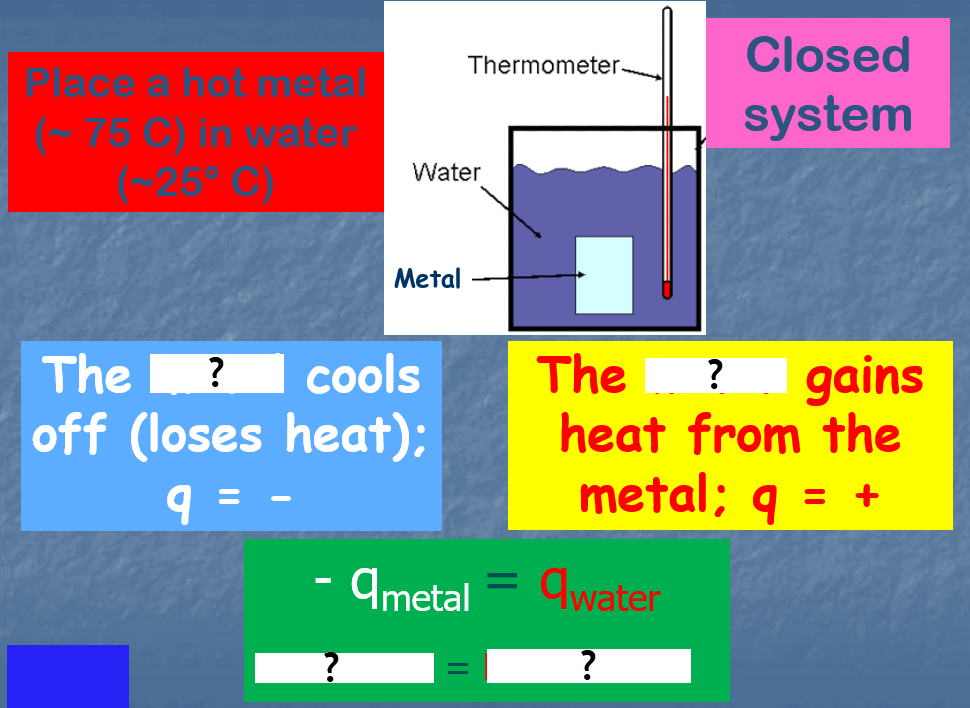 Place a hot metal
(~ 75 C) in water
(~25° C)
Thermometer
Water
Metal
Closed
system
The ? cools
off (loses heat);
q = -
The ? gains
heat from the
metal; q = +
- qmetal = qwater
? = ?